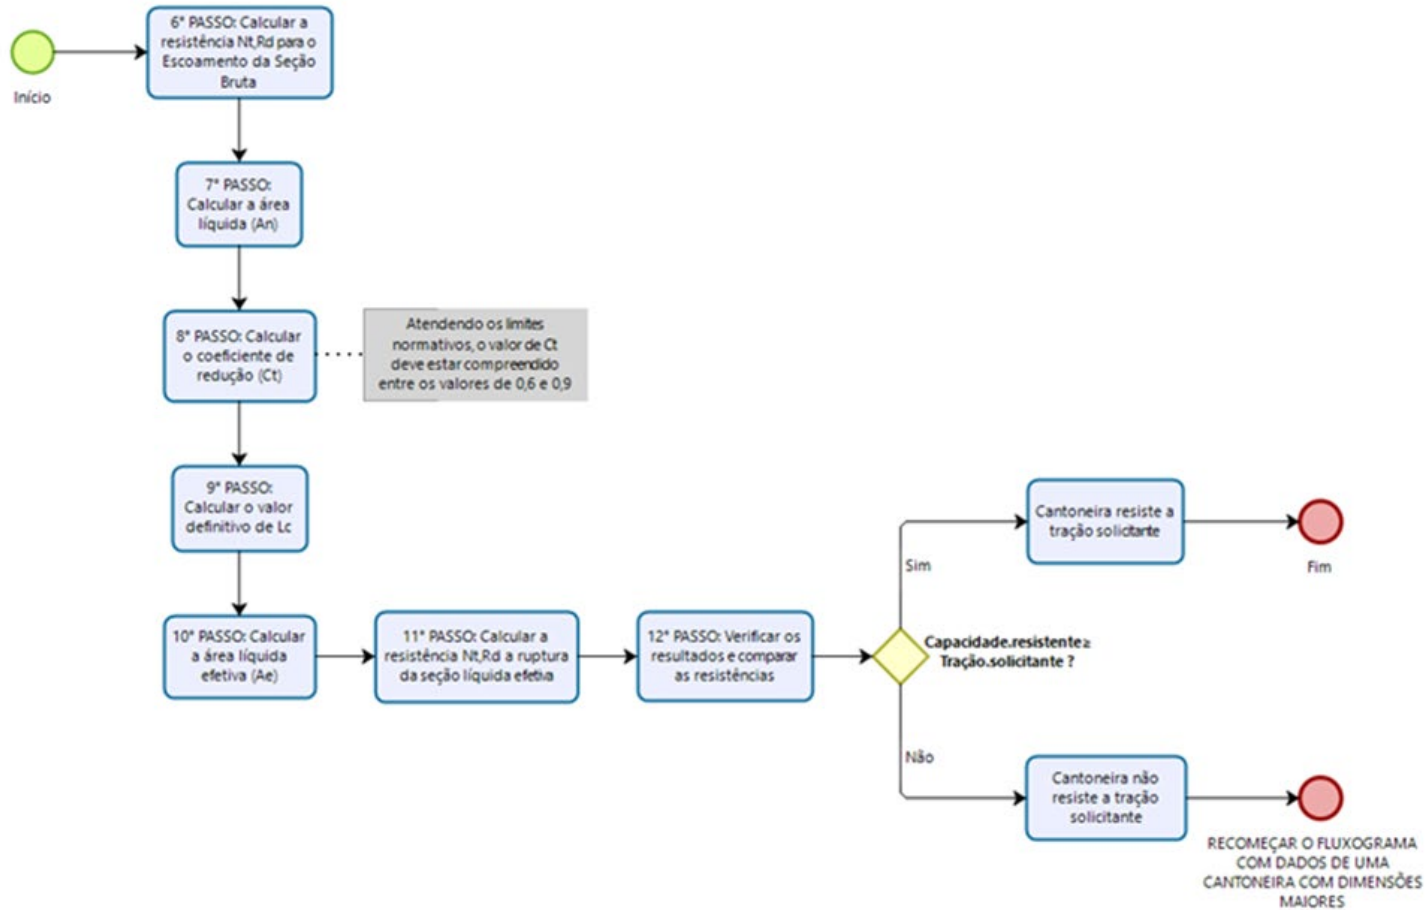 Início
6° PASSO: Calcular a
resistência Nt,Rd para o
Escoamento da Seção
Bruta
7° PASSO:
Calcular a área
líquida (An)
8° PASSO: Calcular
o coeficiente de
redução (Ct)
Atendendo os limites
normativos, o valor de Ct
deve estar compreendido
entre os valores de 0,6 e 0,9
9° PASSO:
Calcular o valor
definitivo de Lc
10° PASSO: Calcular
a área líquida
efetiva (Ae)
11° PASSO: Calcular a
resistência Nt,Rd a ruptura
da seção líquida efetiva
12° PASSO: Verificar os
resultados e comparar
as resistências
Capacidade.resistente≥
Tração.solicitante ?
Sim
Cantoneira resiste a
tração solicitante
Fim
Não
Cantoneira não
resiste a tração
solicitante
RECOMEÇAR O FLUXOGRAMA
COM DADOS DE UMA
CANTONEIRA COM DIMENSÕES
MAIORES